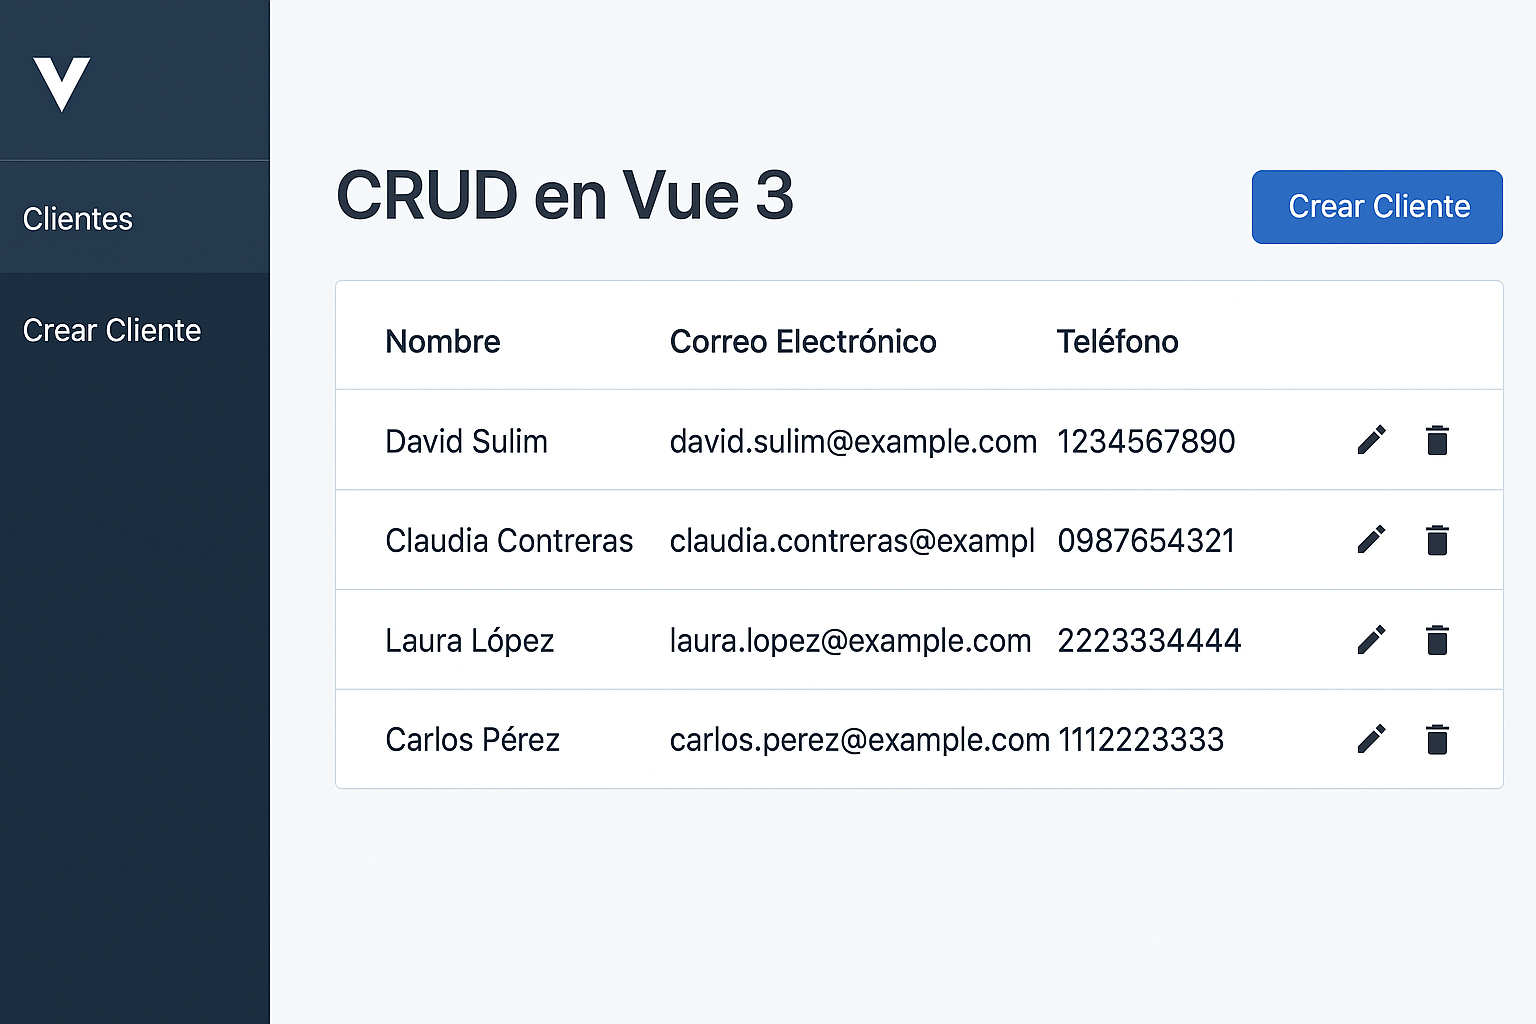 V
Clientes
Crear Cliente
CRUD en Vue 3
Crear Cliente
Nombre Correo Electrónico Teléfono
David Sulim david.sulim@example.com 1234567890
Claudia Contreras claudia.contreras@exampl 0987654321
Laura López laura.lopez@example.com 2223334444
Carlos Pérez carlos.perez@example.com 1112223333